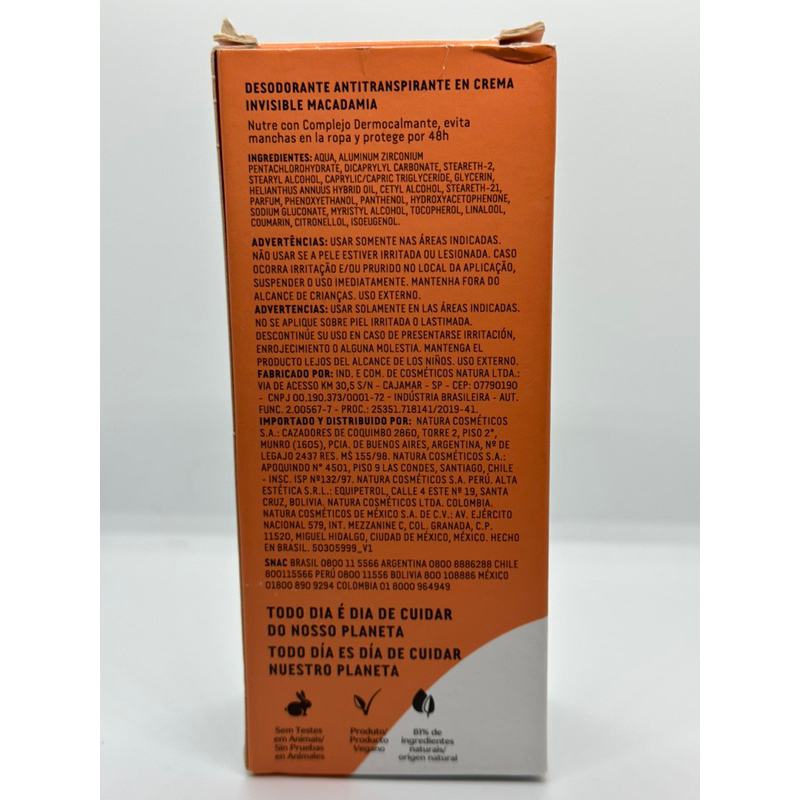 DESODORANTE ANTITRANSPIRANTE EN CREMA
INVISIBLE MACADAMIA
Nutre con Complejo Dermocalmante, evita
manchas en la ropa y protege por 48h
INGREDIENTES: AQUA, ALUMINUM ZIRCONIUM
PENTACHLOROHYDRATE, DICAPRYLYL CARBONATE, STEARETH-2,
STEARYL ALCOHOL, CAPRYLIC/CAPRIC TRIGLYCERIDE, GLYCERIN,
HELIANTHUS ANNUUS HYBRID OIL, CETYL ALCOHOL, STEARETH-21,
PARFUM, PHENOXYETHANOL, PANTHENOL, HYDROXYACETOPHENONE,
SODIUM GLUCONATE, MYRISTYL ALCOHOL, TOCOPHEROL, LINALOOL,
COUMARIN, CITRONELLOL, ISOEUGENOL.
ADVERTÊNCIAS: USAR SOMENTE NAS ÁREAS INDICADAS.
NÃO USAR SE A PELE ESTIVER IRRITADA OU LESIONADA. CASO
OCORRA IRRITAÇÃO E/OU PRURIDO NO LOCAL DA APLICAÇÃO,
SUSPENDER O USO IMEDIATAMENTE. MANTENHA FORA DO
ALCANCE DE CRIANÇAS. USO EXTERNO.
ADVERTENCIAS: USAR SOLAMENTE EN LAS ÁREAS INDICADAS.
NO SE APLIQUE SOBRE PIEL IRRITADA O LASTIMADA.
DESCONTINÚE SU USO EN CASO DE PRESENTARSE IRRITACIÓN,
ENROJECIMIENTO O ALGUNA MOLESTIA. MANTENGA EL
PRODUCTO LEJOS DEL ALCANCE DE LOS NIÑOS. USO EXTERNO.
FABRICADO POR: IND. E COM. DE COSMÉTICOS NATURA LTDA.:
VIA DE ACESSO KM 30,5 S/N - CAJAMAR - SP - CEP: 07790190
- CNPJ 00.190.373/0001-72 - INDÚSTRIA BRASILEIRA - AUT.
FUNC. 2.00567-7 - PROC.: 25351.718141/2019-41.
IMPORTADO Y DISTRIBUIDO POR: NATURA COSMÉTICOS
S.A.: CAZADORES DE COQUIMBO 2860, TORRE 2, PISO 2°,
MUNRO (1605), PCIA. DE BUENOS AIRES, ARGENTINA, Nº DE
LEGAJO 2437 RES. MS 155/98. NATURA COSMÉTICOS S.A.:
APOQUINDO N° 4501, PISO 9 LAS CONDES, SANTIAGO, CHILE
- INSC. ISP Nº132/97. NATURA COSMÉTICOS S.A. PERÚ. ALTA
ESTÉTICA S.R.L.: EQUIPETROL, CALLE 4 ESTE Nº 19, SANTA
CRUZ, BOLIVIA. NATURA COSMÉTICOS LTDA. COLOMBIA.
NATURA COSMÉTICOS DE MÉXICO S.A. DE C.V.: AV. EJÉRCITO
NACIONAL 579, INT. MEZZANINE C, COL. GRANADA, C.P.
11520, MIGUEL HIDALGO, CIUDAD DE MÉXICO, MÉXICO. HECHO
EN BRASIL. 50305999_V1
SNAC BRASIL 0800 11 5566 ARGENTINA 0800 8886288 CHILE
800115566 PERÚ 0800 11556 BOLIVIA 800 108886 MÉXICO
01800 890 9294 COLOMBIA 01 8000 964949
TODO DIA É DIA DE CUIDAR
DO NOSSO PLANETA
TODO DÍA ES DÍA DE CUIDAR
NUESTRO PLANETA
Sem Testes
em Animais/
Sin Pruebas
en Animales
Produto/
Producto
Vegano
81% de
ingredientes
naturais/
origen natural